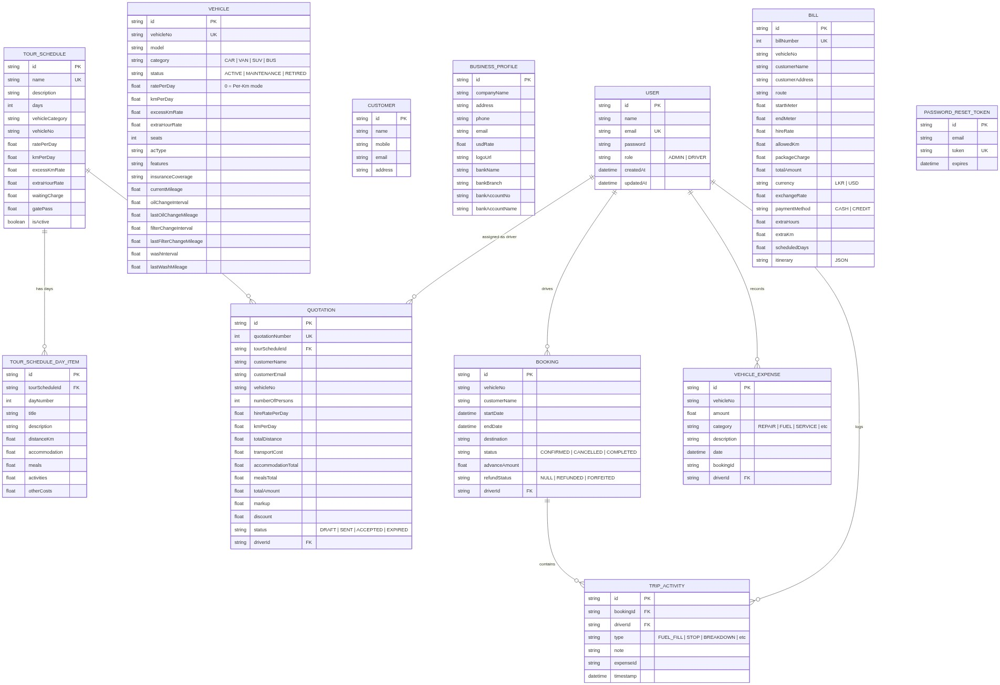 VEHICLE
string id PK
string vehicleNo UK
string model
string category CAR | VAN | SUV | BUS
string status ACTIVE | MAINTENANCE | RETIRED
float ratePerDay 0 = Per-Km mode
float kmPerDay
float excessKmRate
float extraHourRate
int seats
string acType
string features
string insuranceCoverage
float currentMileage
float oilChangeInterval
float lastOilChangeMileage
float filterChangeInterval
float lastFilterChangeMileage
float washInterval
float lastWashMileage
TOUR_SCHEDULE
string id PK
string name UK
string description
int days
string vehicleCategory
string vehicleNo
float ratePerDay
float kmPerDay
float excessKmRate
float extraHourRate
float waitingCharge
float gatePass
boolean isActive
CUSTOMER
string id PK
string name
string mobile
string email
string address
BUSINESS_PROFILE
string id PK
string companyName
string address
string phone
string email
float usdRate
string logoUrl
string bankName
string bankBranch
string bankAccountNo
string bankAccountName
USER
string id PK
string name
string email UK
string password
string role ADMIN | DRIVER
datetime createdAt
datetime updatedAt
BILL
string id PK
int billNumber UK
string vehicleNo
string customerName
string customerAddress
string route
float startMeter
float endMeter
float hireRate
float allowedKm
float packageCharge
float totalAmount
string currency LKR | USD
float exchangeRate
string paymentMethod CASH | CREDIT
float extraHours
float extraKm
float scheduledDays
string itinerary JSON
PASSWORD_RESET_TOKEN
string id PK
string email
string token UK
datetime expires
has days
assigned as driver
drives
records
logs
contains
TOUR_SCHEDULE_DAY_ITEM
string id PK
string tourScheduleId FK
int dayNumber
string title
string description
float distanceKm
float accommodation
float meals
float activities
float otherCosts
QUOTATION
string id PK
int quotationNumber UK
string tourScheduleId FK
string customerName
string customerEmail
string vehicleNo
int numberOfPersons
float hireRatePerDay
float kmPerDay
float totalDistance
float transportCost
float accommodationTotal
float mealsTotal
float totalAmount
float markup
float discount
string status DRAFT | SENT | ACCEPTED | EXPIRED
string driverId FK
BOOKING
string id PK
string vehicleNo
string customerName
datetime startDate
datetime endDate
string destination
string status CONFIRMED | CANCELLED | COMPLETED
float advanceAmount
string refundStatus NULL | REFUNDED | FORFEITED
string driverId FK
VEHICLE_EXPENSE
string id PK
string vehicleNo
float amount
string category REPAIR | FUEL | SERVICE | etc
string description
datetime date
string bookingId
string driverId FK
TRIP_ACTIVITY
string id PK
string bookingId FK
string driverId FK
string type FUEL_FILL | STOP | BREAKDOWN | etc
string note
string expenseId
datetime timestamp